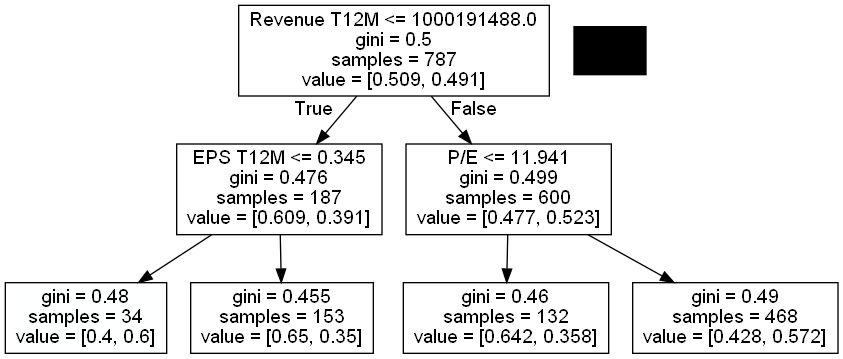 Revenue T12M <= 1000191488.0
gini = 0.5
samples = 787
value = [0.509, 0.491]
True
False
EPS T12M <= 0.345
gini = 0.476
samples = 187
value = [0.609, 0.391]
P/E <= 11.941
gini = 0.499
samples = 600
value = [0.477, 0.523]
gini = 0.48
samples = 34
value = [0.4, 0.6]
gini = 0.455
samples = 153
value = [0.65, 0.35]
gini = 0.46
samples = 132
value = [0.642, 0.358]
gini = 0.49
samples = 468
value = [0.428, 0.572]